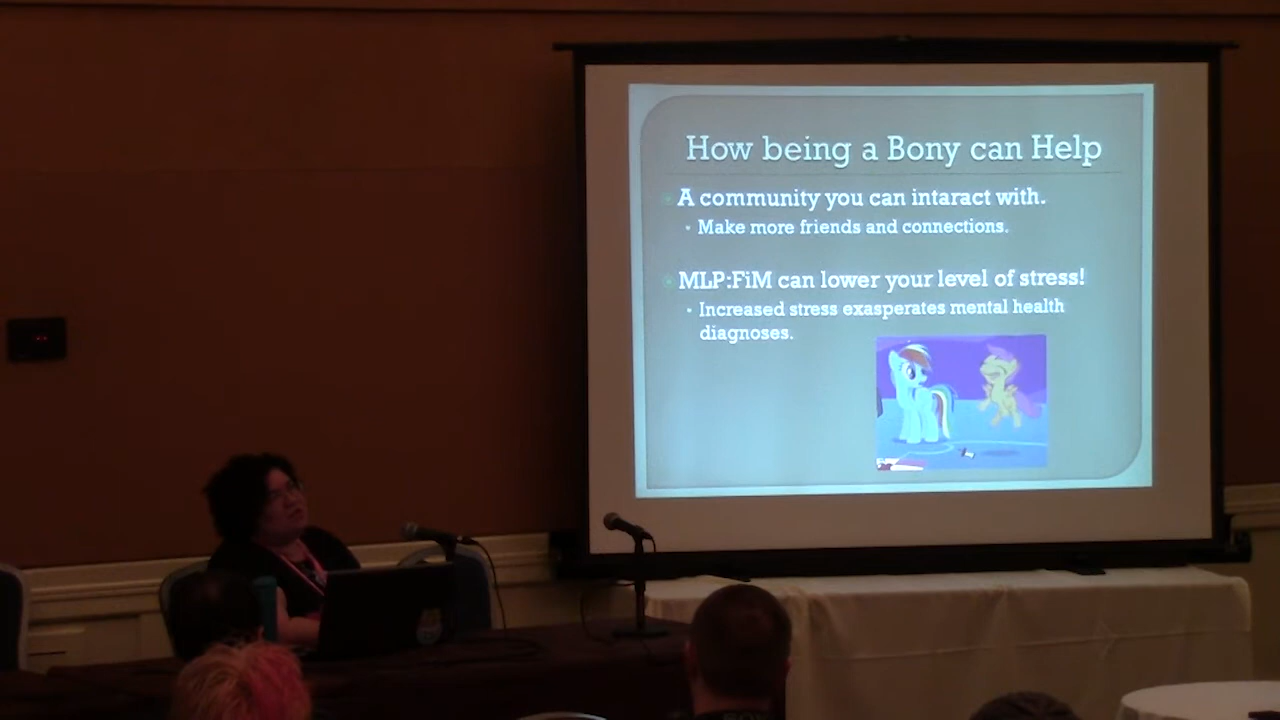 How being a Bony can Help
A community you can intaract with.
Make more friends and connections.
MLP:FiM can lower your level of stress!
Increased stress exasperates mental health
diagnoses.